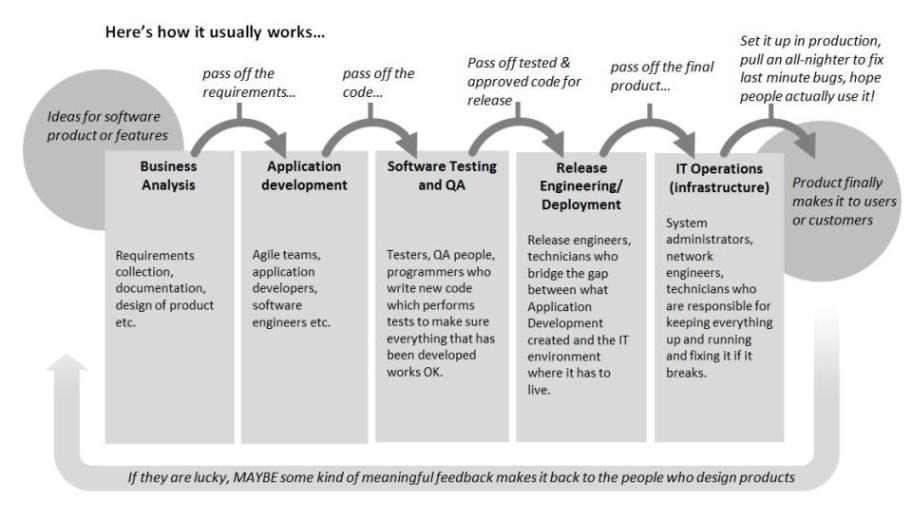 Here's how it usually works...
Ideas for software
product or features
pass off the
requirements...
pass off the
code...
Pass off tested &
approved code for
release
pass off the final
product...
Set it up in production,
pull an all-nighter to fix
last minute bugs, hope
people actually use it!
Business
Analysis
Requirements
collection,
documentation,
design of product
etc.
Application
development
Agile teams,
application
developers,
software
engineers etc.
Software Testing
and QA
Testers, QA people,
programmers who
write new code
which performs
tests to make sure
everything that has
been developed
works OK.
Release
Engineering/
Deployment
Release engineers,
technicians who
bridge the gap
between what
Application
Development
created and the IT
environment
where it has to
live.
IT Operations
(infrastructure)
System
administrators,
network
engineers,
technicians who
are responsible for
keeping everything
up and running
and fixing it if it
breaks.
Product finally
makes it to users
or customers
If they are lucky, MAYBE some kind of meaningful feedback makes it back to the people who design products